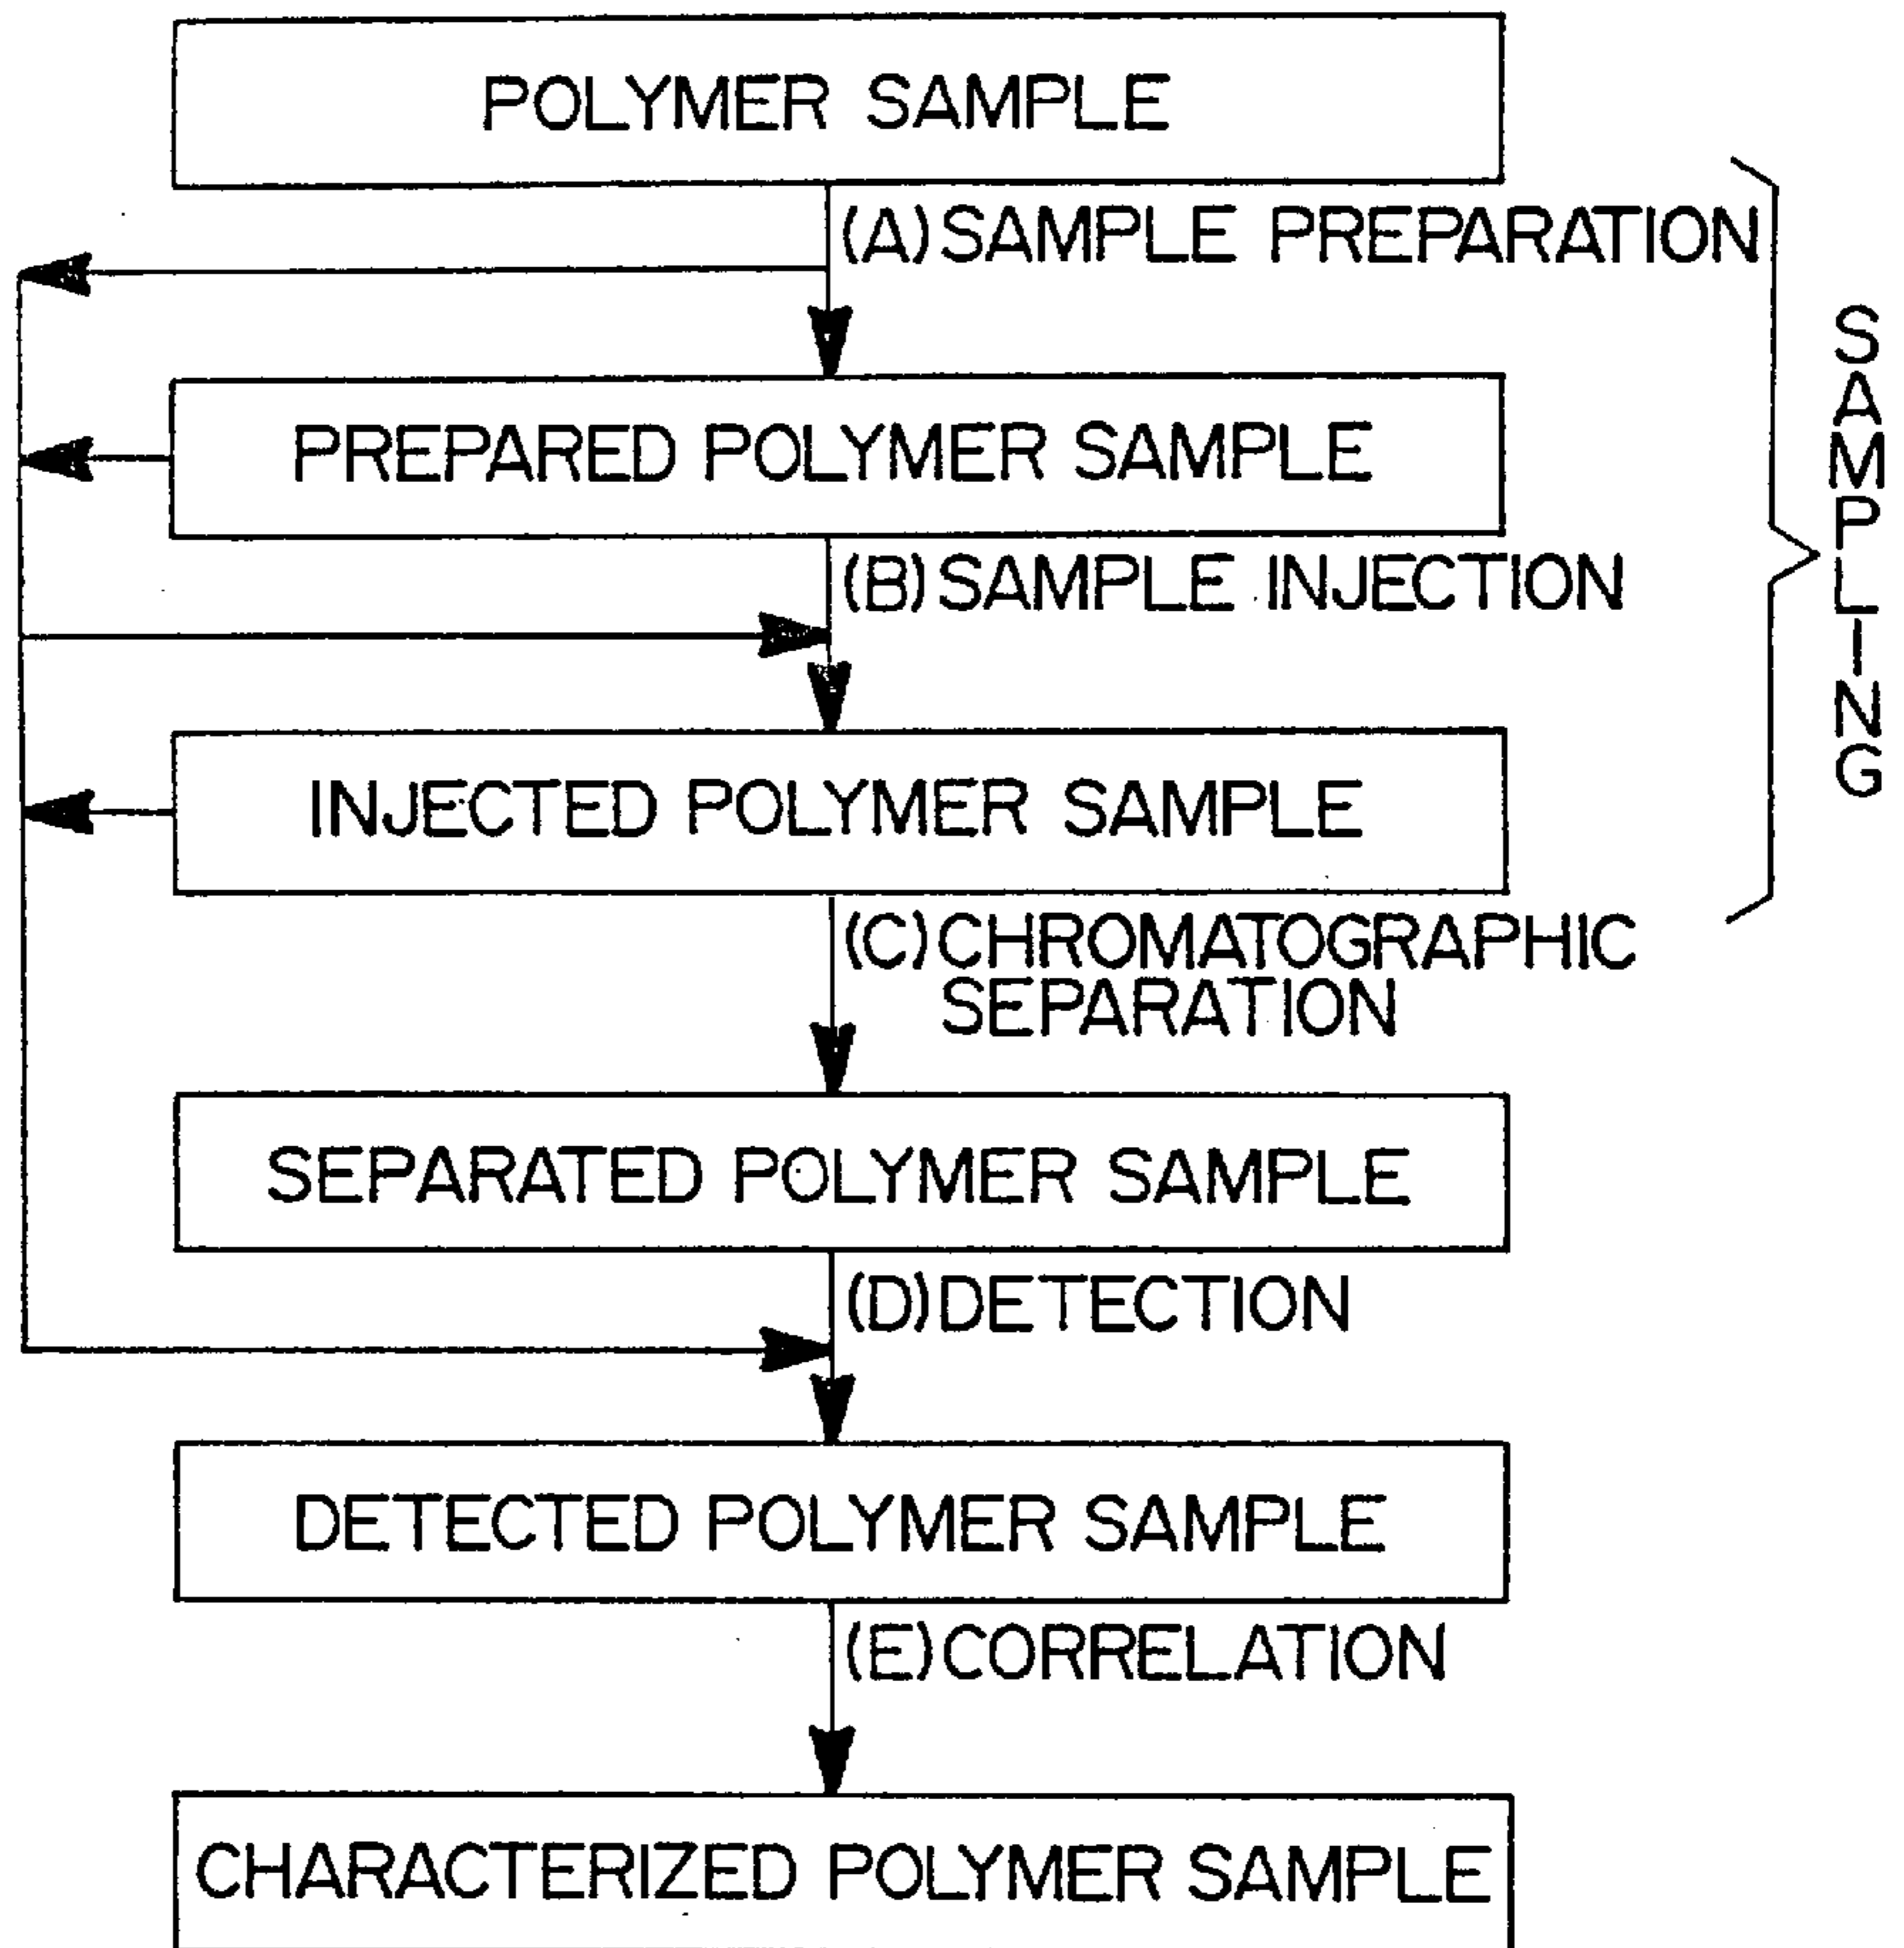 POLYMER SAMPLE
(A) SAMPLE PREPARATION
PREPARED POLYMER SAMPLE
(B) SAMPLE INJECTION
INJECTED POLYMER SAMPLE
SAMPLING
(C) CHROMATOGRAPHIC
SEPARATION
SEPARATED POLYMER SAMPLE
(D) DETECTION
DETECTED POLYMER SAMPLE
(E) CORRELATION
CHARACTERIZED POLYMER SAMPLE